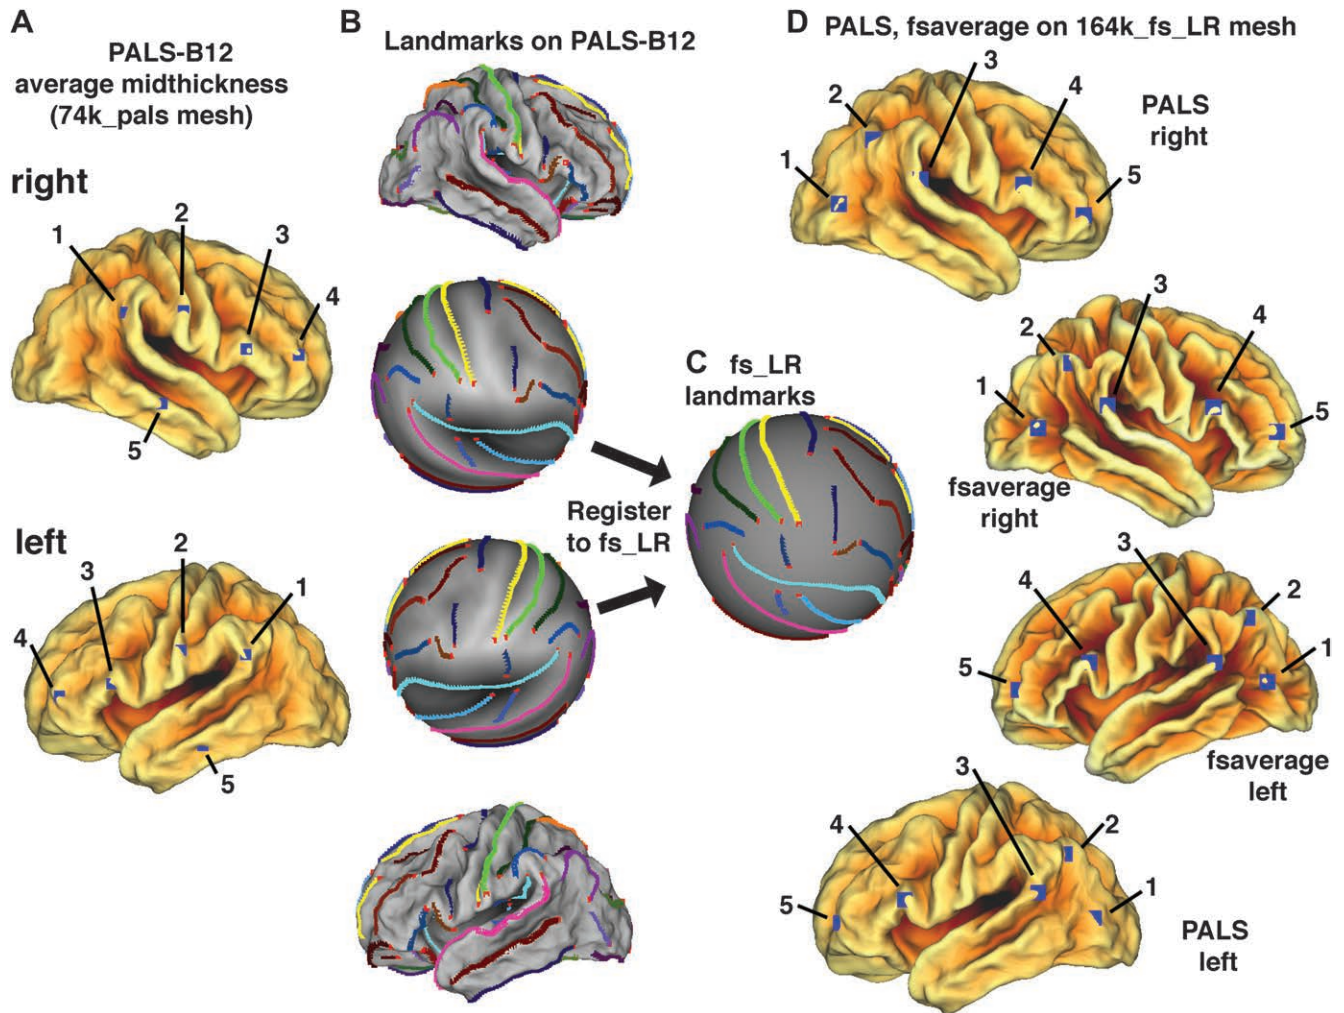 A
PALS-B12
average midthickness
(74k_pals mesh)
right
1
2
3
4
5
left
4
3
2
1
5
B
Landmarks on PALS-B12
Register
to fs_LR
C fs_LR
landmarks
D PALS, fsaverage on 164k_fs_LR mesh
PALS
right
1
2
3
4
5
fsaverage
right
1
2
3
4
5
fsaverage
left
5
4
3
2
1
PALS
left
5
4
3
2
1